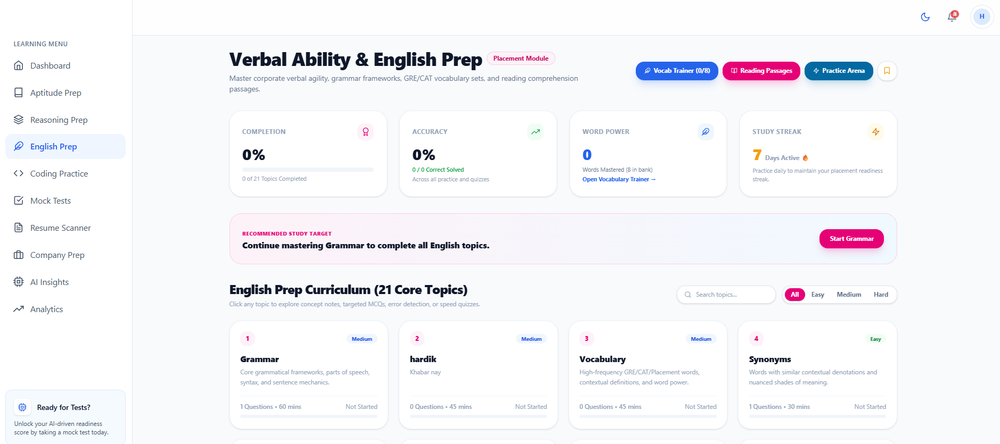 LEARNING MENU
Dashboard
Aptitude Prep
Reasoning Prep
English Prep
Coding Practice
Mock Tests
Resume Scanner
Company Prep
AI Insights
Analytics
Ready for Tests?
Unlock your AI-driven readiness
score by taking a mock test today.
8
H
Verbal Ability & English Prep
Placement Module
Master corporate verbal agility, grammar frameworks, GRE/CAT vocabulary sets, and reading comprehension
passages.
Vocab Trainer (0/8)
Reading Passages
Practice Arena
COMPLETION
0%
0 of 21 Topics Completed
ACCURACY
0%
0 / 0 Correct Solved
Across all practice and quizzes
WORD POWER
0
Words Mastered (8 in bank)
Open Vocabulary Trainer →
STUDY STREAK
7 Days Active 🔥
Practice daily to maintain your placement readiness
streak.
RECOMMENDED STUDY TARGET
Continue mastering Grammar to complete all English topics.
Start Grammar
English Prep Curriculum (21 Core Topics)
Click any topic to explore concept notes, targeted MCQs, error detection, or speed quizzes.
Search topics...
All Easy Medium Hard
1 Medium
Grammar
Core grammatical frameworks, parts of speech,
syntax, and sentence mechanics.
1 Questions • 60 mins Not Started
2 Medium
hardik
Khabar nay
0 Questions • 45 mins Not Started
3 Medium
Vocabulary
High-frequency GRE/CAT/Placement words,
contextual definitions, and word power.
0 Questions • 45 mins Not Started
4 Easy
Synonyms
Words with similar contextual denotations and
nuanced shades of meaning.
1 Questions • 30 mins Not Started